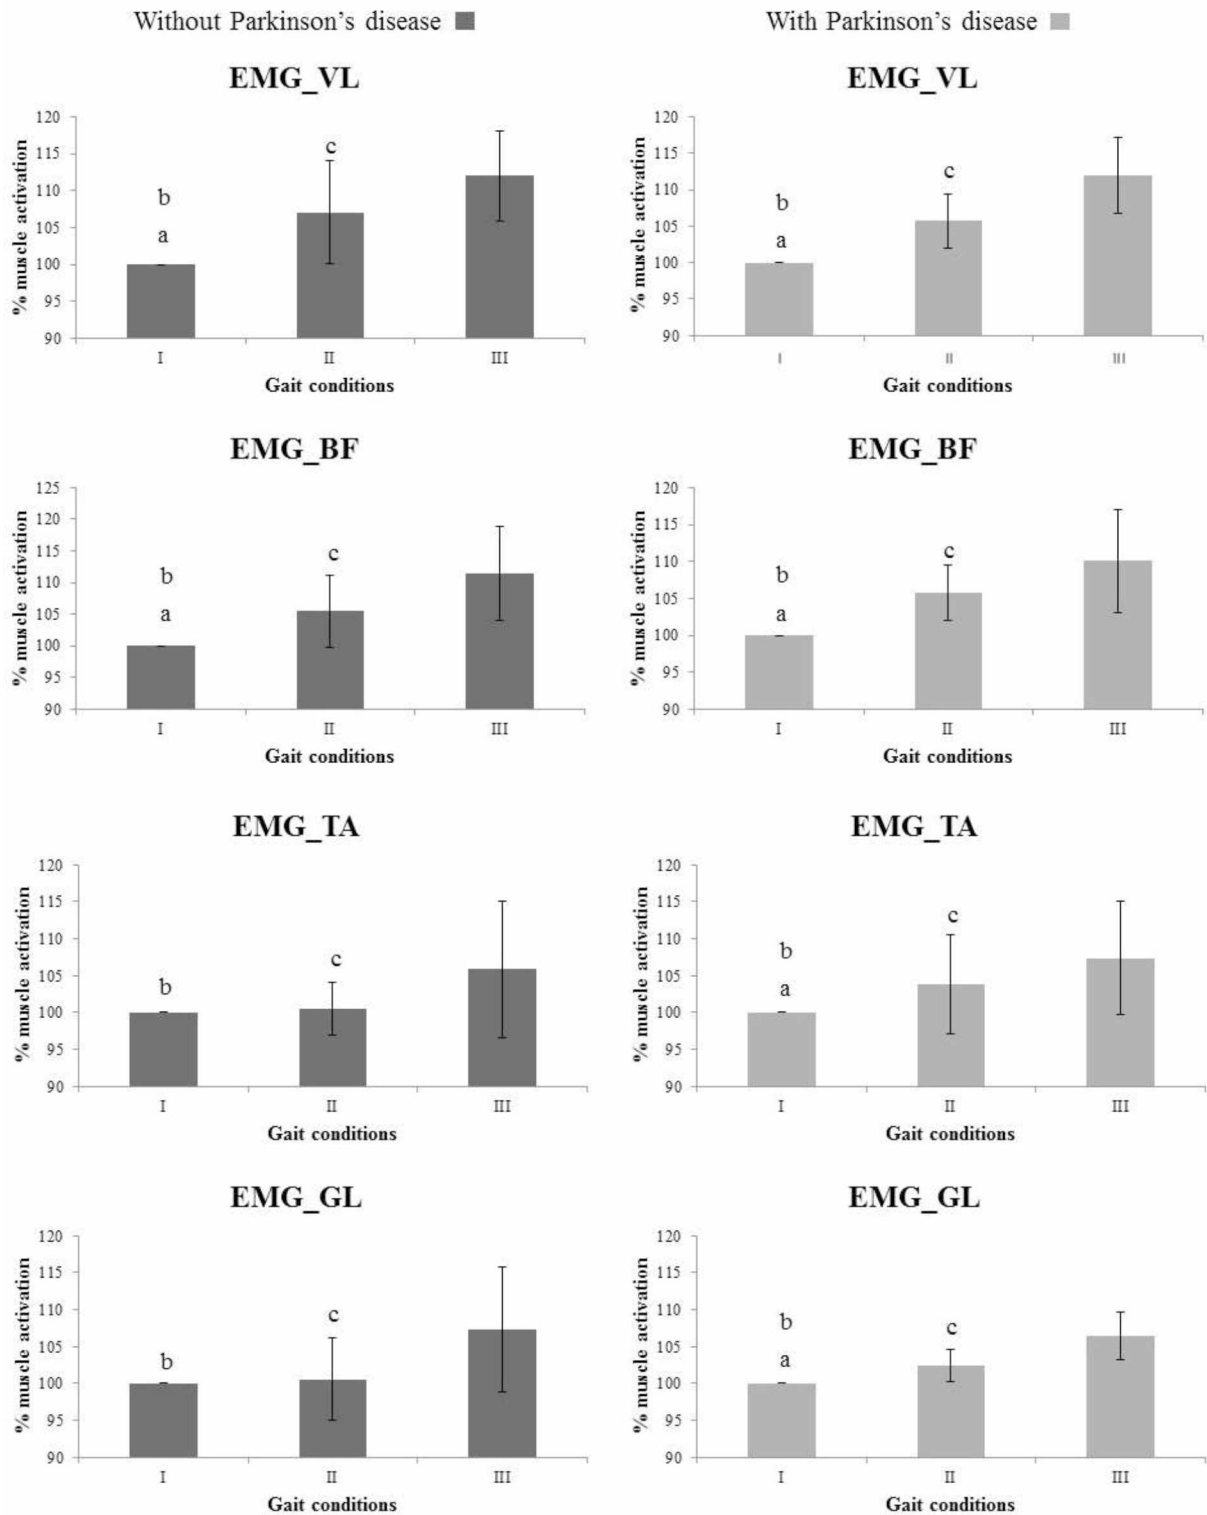 Without Parkinson's disease
With Parkinson's disease
EMG_VL
% muscle activation
120
115
110
105
100
95
90
b
a
c
I
II
III
Gait conditions
EMG_VL
% muscle activation
120
115
110
105
100
95
90
b
a
c
I
II
III
Gait conditions
EMG_BF
% muscle activation
125
120
115
110
105
100
95
90
b
a
c
I
II
III
Gait conditions
EMG_BF
% muscle activation
120
115
110
105
100
95
90
b
a
c
I
II
III
Gait conditions
EMG_TA
% muscle activation
120
115
110
105
100
95
90
b
c
I
II
III
Gait conditions
EMG_TA
% muscle activation
120
115
110
105
100
95
90
b
a
c
I
II
III
Gait conditions
EMG_GL
% muscle activation
120
115
110
105
100
95
90
b
c
I
II
III
Gait conditions
EMG_GL
% muscle activation
120
115
110
105
100
95
90
b
a
c
I
II
III
Gait conditions